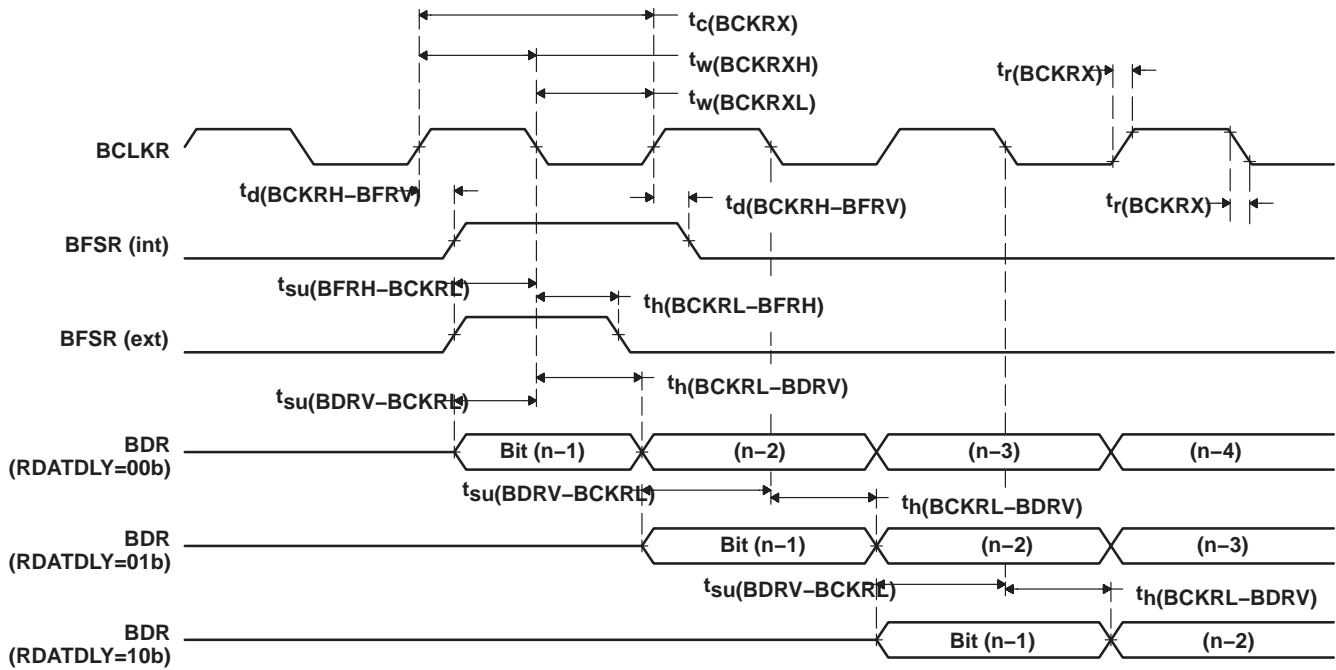 tc(BCKRX)
tw(BCKRXH)
tr(BCKRX)
tw(BCKRXL)
BCLKR
td(BCKRH–BFRV)
td(BCKRH–BFRV)
tr(BCKRX)
BFSR (int)
tsu(BFRH–BCKRL)
th(BCKRL–BFRH)
BFSR (ext)
th(BCKRL–BDRV)
tsu(BDRV–BCKRL)
BDR
(RDATDLY=00b)
Bit (n–1) (n–2) (n–3) (n–4)
tsu(BDRV–BCKRL)
th(BCKRL–BDRV)
BDR
(RDATDLY=01b)
Bit (n–1) (n–2) (n–3)
tsu(BDRV–BCKRL)
th(BCKRL–BDRV)
BDR
(RDATDLY=10b)
Bit (n–1) (n–2)